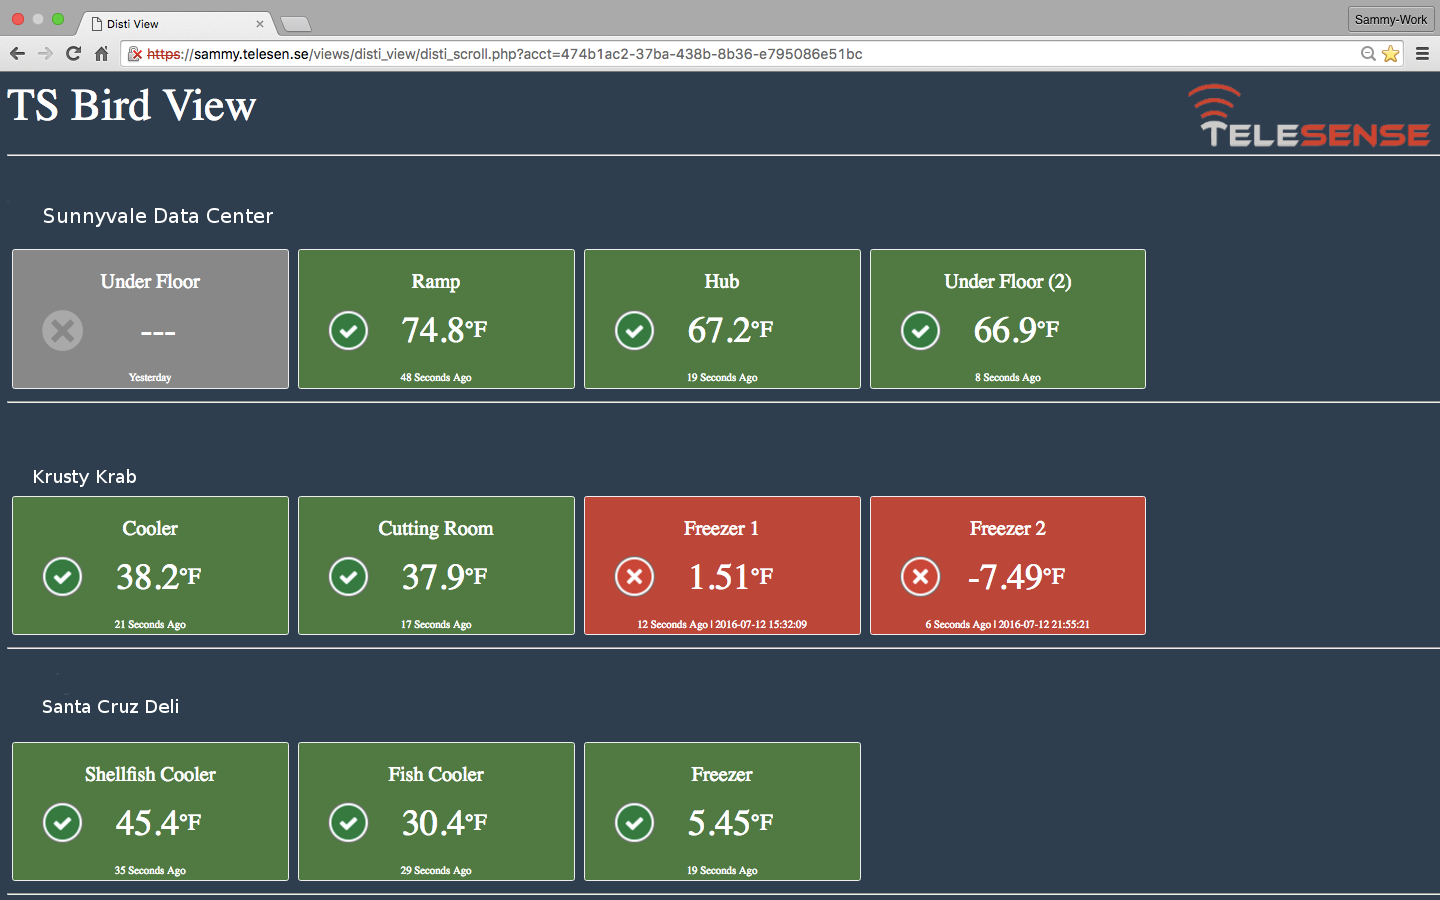 Disti View
Sammy-Work
https://sammy.telesen.se/views/disti_view/disti_scroll.php?acct=474b1ac2-37ba-438b-8b36-e795086e51bc
TS Bird View
TELESENSE
Sunnyvale Data Center
Under Floor
---
Yesterday
Ramp
74.8°F
48 Seconds Ago
Hub
67.2°F
19 Seconds Ago
Under Floor (2)
66.9°F
8 Seconds Ago
Krusty Krab
Cooler
38.2°F
21 Seconds Ago
Cutting Room
37.9°F
17 Seconds Ago
Freezer 1
1.51°F
12 Seconds Ago | 2016-07-12 15:32:09
Freezer 2
-7.49°F
6 Seconds Ago | 2016-07-12 21:55:21
Santa Cruz Deli
Shellfish Cooler
45.4°F
35 Seconds Ago
Fish Cooler
30.4°F
29 Seconds Ago
Freezer
5.45°F
19 Seconds Ago